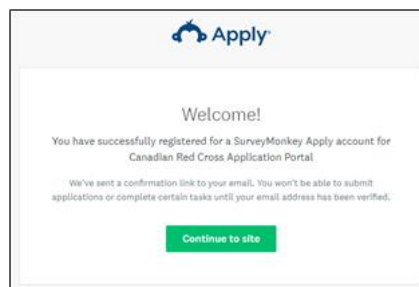 Apply
Welcome!
You have successfully registered for a SurveyMonkey Apply account for
Canadian Red Cross Application Portal
We've sent a confirmation link to your email. You won't be able to submit
applications or complete certain tasks until your email address has been verified.
Continue to site